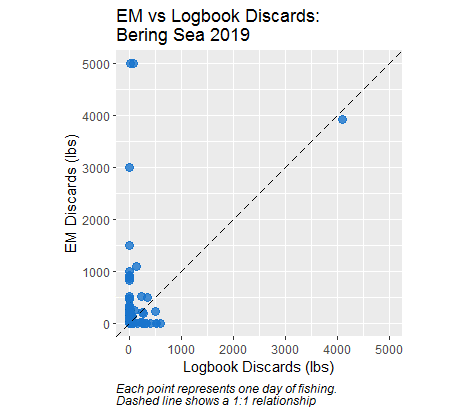 EM vs Logbook Discards:
Bering Sea 2019
5000
4000
3000
2000
1000
0
EM Discards (lbs)
0 1000 2000 3000 4000 5000
Logbook Discards (lbs)
Each point represents one day of fishing.
Dashed line shows a 1:1 relationship